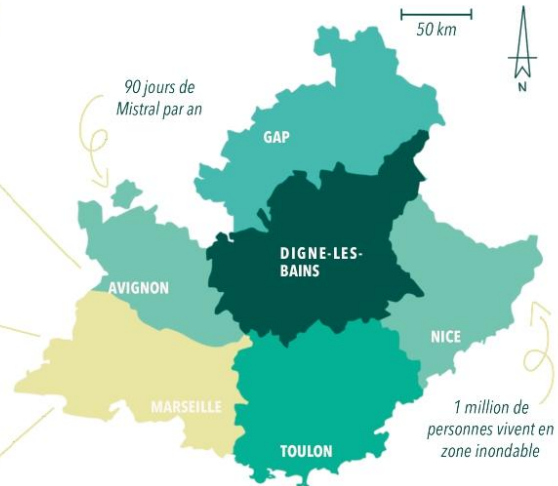 50 km
N
90 jours de
Mistral par an
GAP
DIGNE-LES-
BAINS
AVIGNON
NICE
MARSEILLE
TOULON
1 million de
personnes vivent en
zone inondable